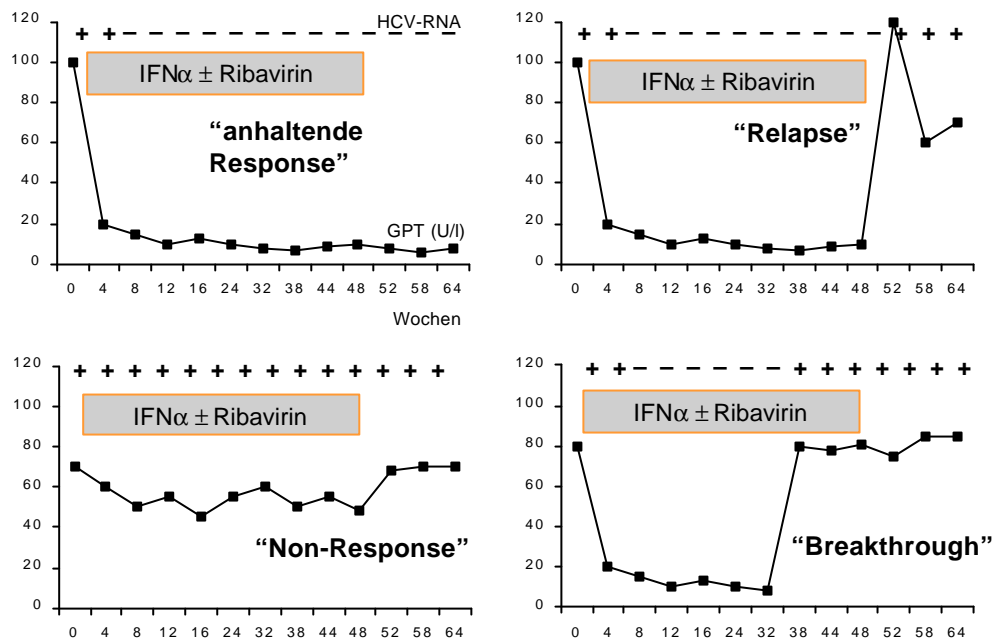 120 HCV-RNA
+ + – – – – – – – – – – –
100
IFNα ± Ribavirin
80
“anhaltende
60
Response”
40
20
GPT (U/l)
0
0 4 8 12 16 24 32 38 44 48 52 58 64
Wochen
120
+ + – – – – – – – – – + + +
100
IFNα ± Ribavirin
80
“Relapse”
60
40
20
0
0 4 8 12 16 24 32 38 44 48 52 58 64
120
+ + + + + + + + + + + + + +
100
IFNα ± Ribavirin
80
60
40
“Non-Response”
20
0
0 4 8 12 16 24 32 38 44 48 52 58 64
120
+ + – – – – – – + + + + + + +
100
IFNα ± Ribavirin
80
60
40
“Breakthrough”
20
0
0 4 8 12 16 24 32 38 44 48 52 58 64